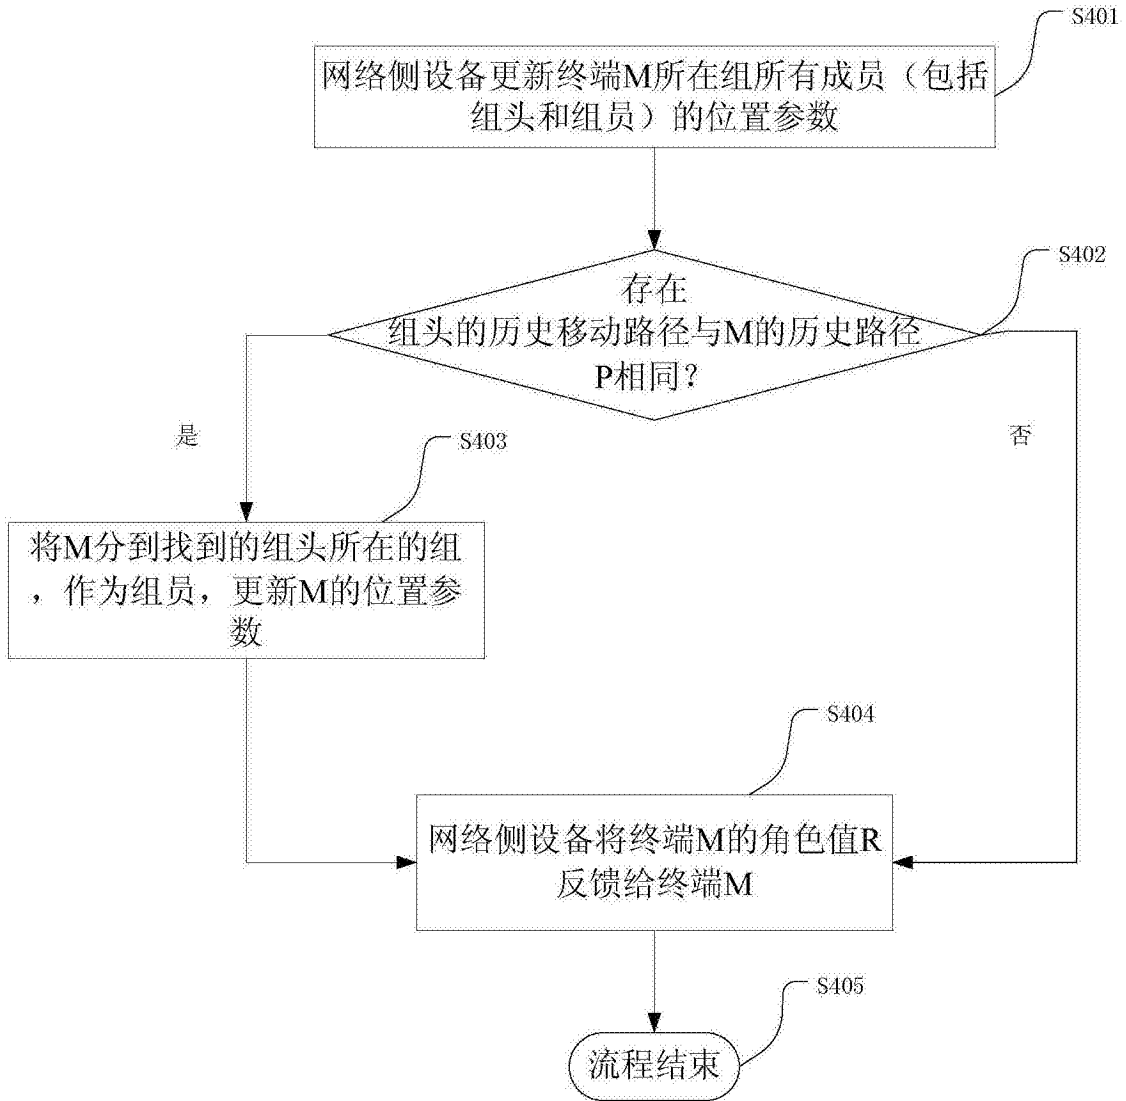 S401
网络侧设备更新终端M所在组所有成员（包括
组头和组员）的位置参数
S402
存在
组头的历史移动路径与M的历史路径
P相同？
是
否
S403
将M分到找到的组头所在的组
，作为组员，更新M的位置参
数
S404
网络侧设备将终端M的角色值R
反馈给终端M
S405
流程结束